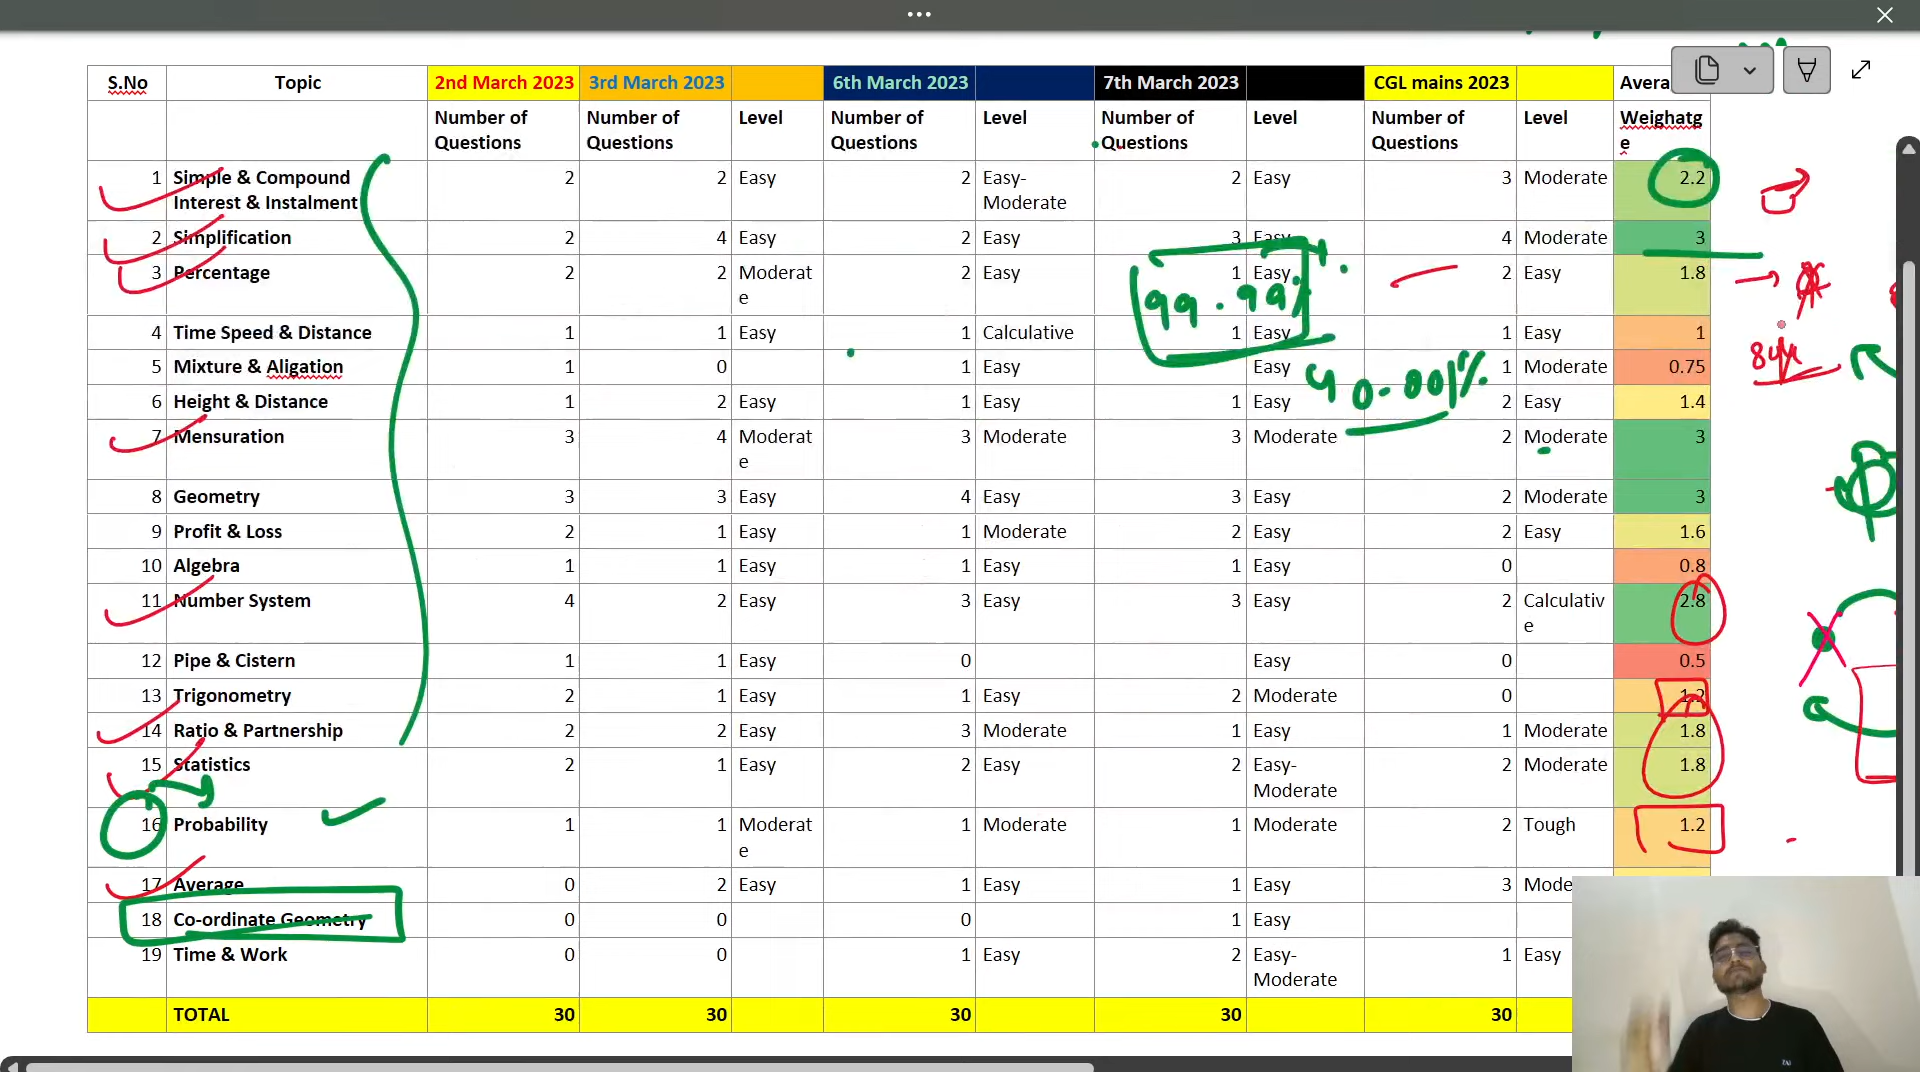 S.No Topic 2nd March 2023 3rd March 2023 6th March 2023 7th March 2023 CGL mains 2023
Number of Questions Number of Questions Level Number of Questions Level Number of Questions Level Number of Questions Level Weighatge
1 Simple & Compound Interest & Instalment 2 2 Easy 2 Easy-Moderate 2 Easy 3 Moderate 2.2
2 Simplification 2 4 Easy 2 Easy 3 Easy 4 Moderate 3
3 Percentage 2 2 Moderate 2 Easy 1 Easy 2 Easy 1.8
99.99%
4 Time Speed & Distance 1 1 Easy 1 Calculative 1 Easy 1 Easy 1
5 Mixture & Aligation 1 0 1 Easy Easy 1 Moderate 0.75
0.001%
6 Height & Distance 1 2 Easy 1 Easy 1 Easy 2 Easy 1.4
7 Mensuration 3 4 Moderate 3 Moderate 3 Moderate 2 Moderate 3
8 Geometry 3 3 Easy 4 Easy 3 Easy 2 Moderate 3
9 Profit & Loss 2 1 Easy 1 Moderate 2 Easy 2 Easy 1.6
10 Algebra 1 1 Easy 1 Easy 1 Easy 0 0.8
11 Number System 4 2 Easy 3 Easy 3 Easy 2 Calculative 2.8
12 Pipe & Cistern 1 1 Easy 0 Easy 0 0.5
13 Trigonometry 2 1 Easy 1 Easy 2 Moderate 0 1.2
14 Ratio & Partnership 2 2 Easy 3 Moderate 1 Easy 1 Moderate 1.8
15 Statistics 2 1 Easy 2 Easy 2 Easy-Moderate 2 Moderate 1.8
16 Probability 1 1 Moderate 1 Moderate 1 Moderate 2 Tough 1.2
17 Average 0 2 Easy 1 Easy 1 Easy 3
18 Co-ordinate Geometry 0 0 0 1 Easy
19 Time & Work 0 0 1 Easy 2 Easy-Moderate 1 Easy
TOTAL 30 30 30 30 30